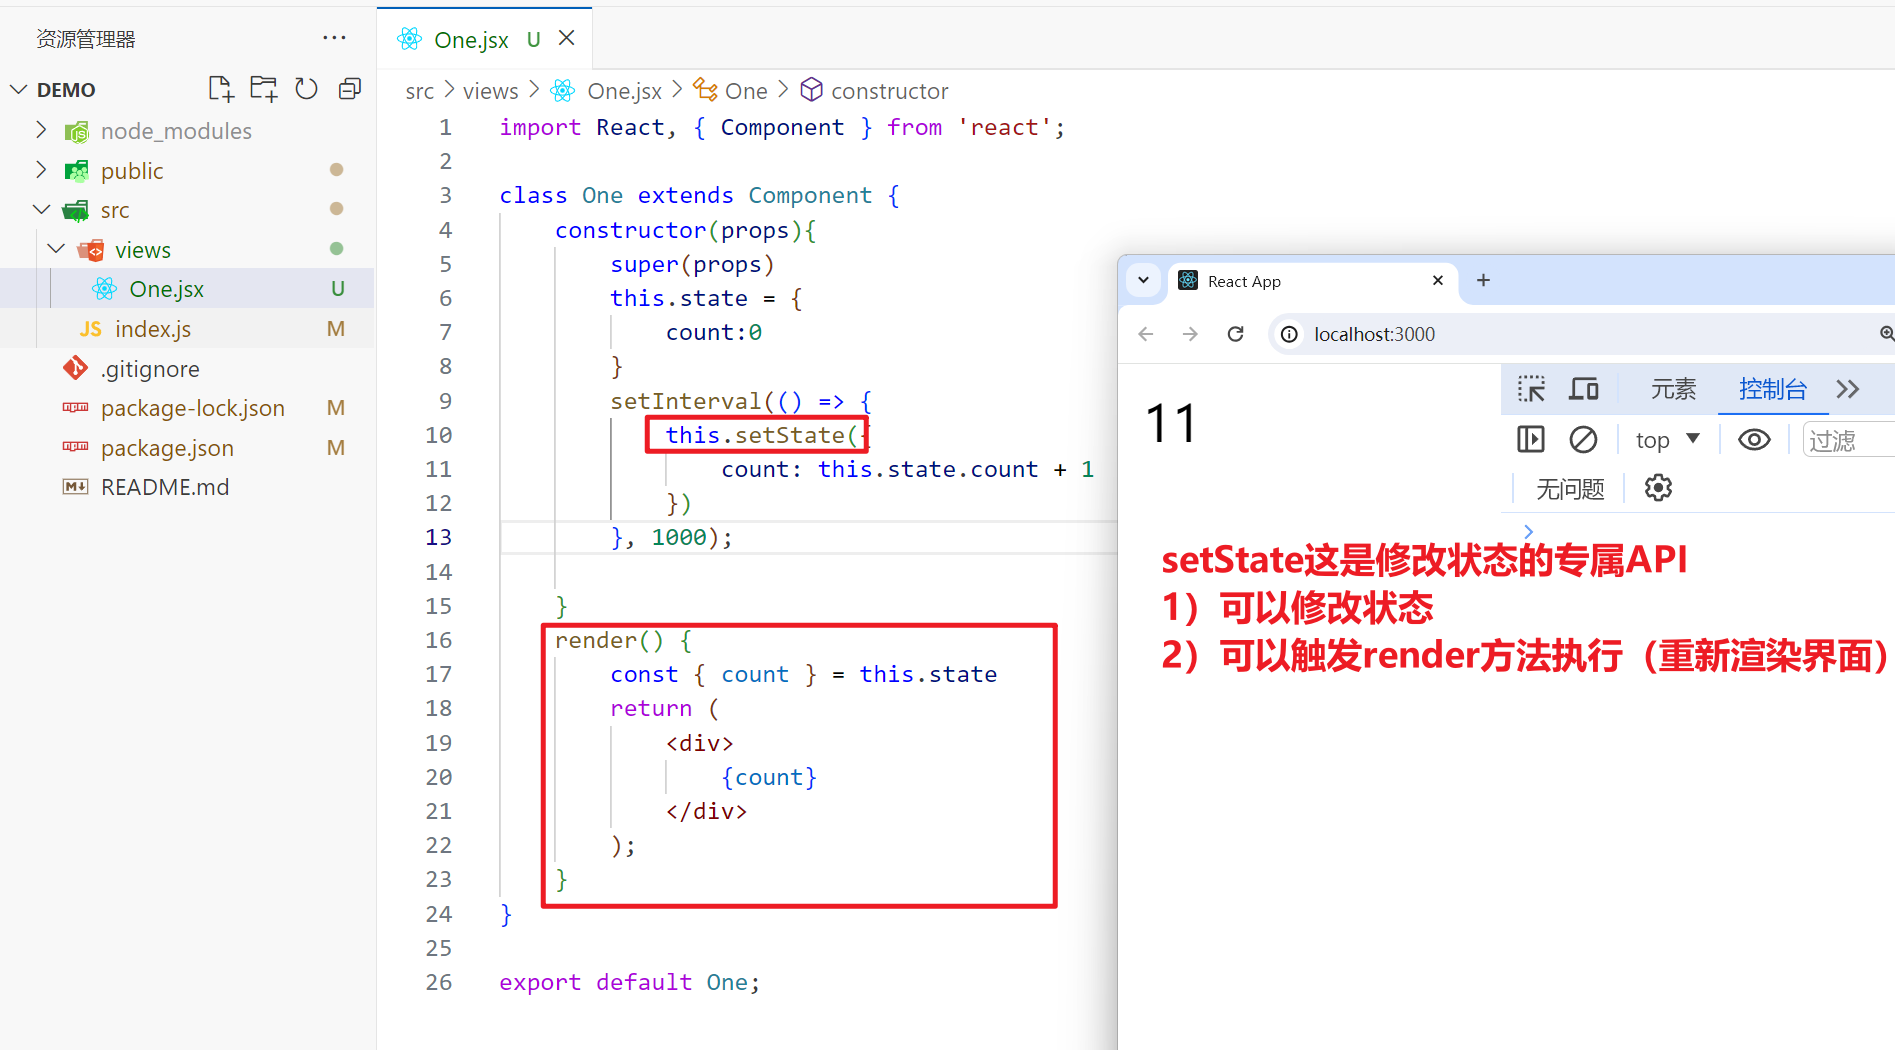 资源管理器
DEMO
node_modules
public
src
views
One.jsx U
JS index.js M
.gitignore
package-lock.json M
package.json M
README.md
One.jsx U
src > views > One.jsx > One > constructor
1 import React, { Component } from 'react';
2
3 class One extends Component {
4 constructor(props){
5 super(props)
6 this.state = {
7 count:0
8 }
9 setInterval(() => {
10 this.setState({
11 count: this.state.count + 1
12 })
13 }, 1000);
14
15 }
16 render() {
17 const { count } = this.state
18 return (
19 <div>
20 {count}
21 </div>
22 );
23 }
24 }
25
26 export default One;
React App
localhost:3000
11
元素 控制台
top 过滤
无问题
setState这是修改状态的专属API
1）可以修改状态
2）可以触发render方法执行（重新渲染界面）